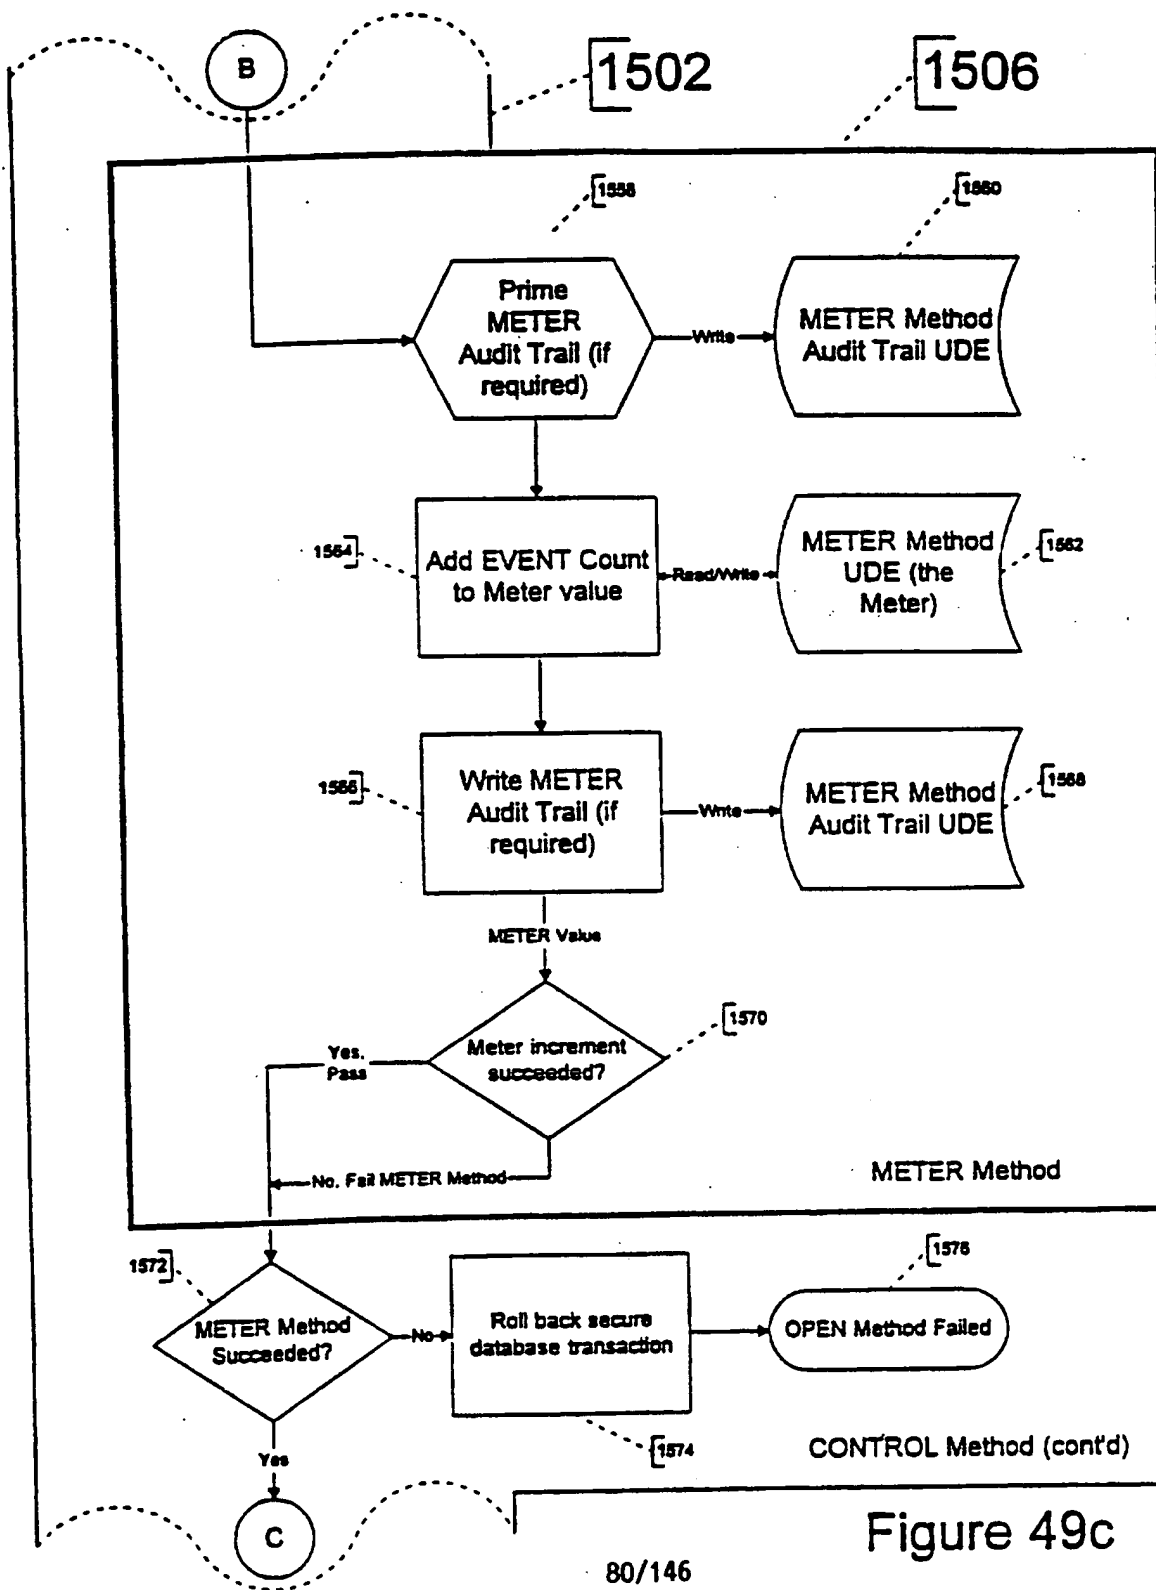 B
1502
1506
1558
1560
Prime
METER
Audit Trail (if
required)
Write
METER Method
Audit Trail UDE
1564
Add EVENT Count
to Meter value
Read/Write
METER Method
UDE (the
Meter)
1562
1566
Write METER
Audit Trail (if
required)
Write
METER Method
Audit Trail UDE
1568
METER Value
1570
Meter increment
succeeded?
Yes.
Pass
No. Fail METER Method
METER Method
1572
METER Method
Succeeded?
No
Roll back secure
database transaction
OPEN Method Failed
1576
1574
Yes
CONTROL Method (cont'd)
C
Figure 49c
80/146